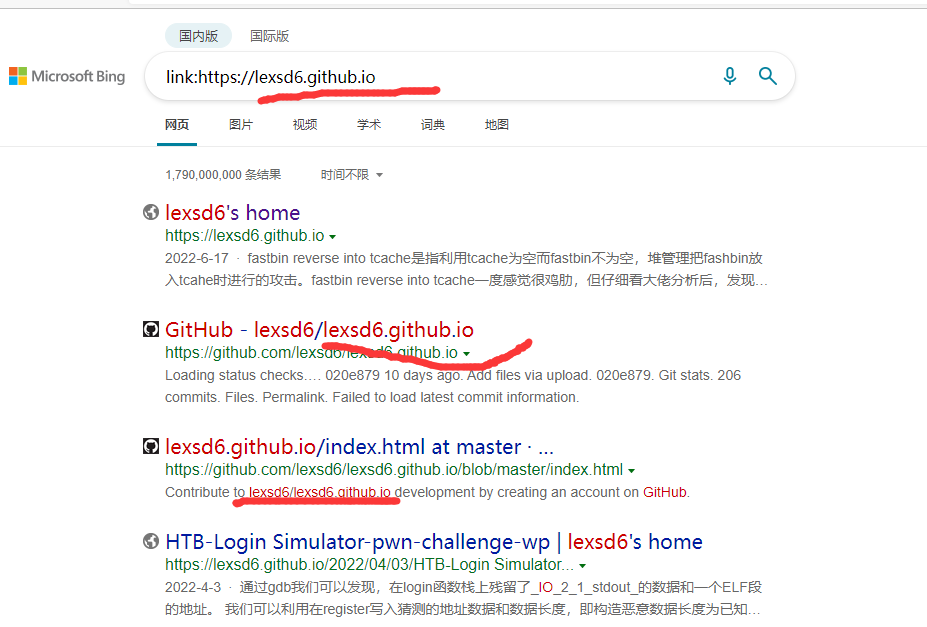 国内版 国际版
Microsoft Bing
link:https://lexsd6.github.io
网页 图片 视频 学术 词典 地图
1,790,000,000 条结果 时间不限
lexsd6's home
https://lexsd6.github.io
2022-6-17 · fastbin reverse into tcache是指利用tcache为空而fastbin不为空，堆管理把fashbin放
入tcahe时进行的攻击。fastbin reverse into tcache一度感觉很鸡肋，但仔细看大佬分析后，发现…
GitHub - lexsd6/lexsd6.github.io
https://github.com/lexsd6/lexsd6.github.io
Loading status checks…. 020e879 10 days ago. Add files via upload. 020e879. Git stats. 206
commits. Files. Permalink. Failed to load latest commit information.
lexsd6.github.io/index.html at master · ...
https://github.com/lexsd6/lexsd6.github.io/blob/master/index.html
Contribute to lexsd6/lexsd6.github.io development by creating an account on GitHub.
HTB-Login Simulator-pwn-challenge-wp | lexsd6's home
https://lexsd6.github.io/2022/04/03/HTB-Login Simulator...
2022-4-3 · 通过gdb我们可以发现，在login函数栈上残留了_IO_2_1_stdout_的数据和一个ELF段
的地址。 我们可以利用在register写入猜测的地址数据和数据长度，即构造恶意数据长度为已知…